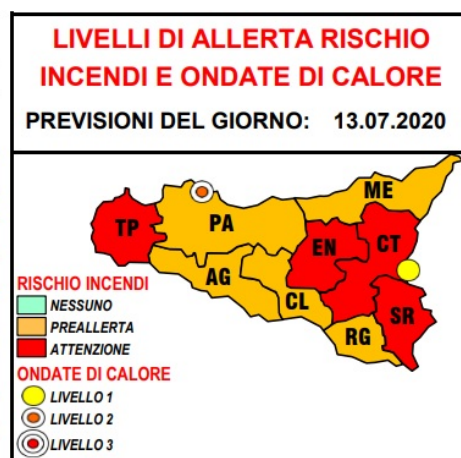 LIVELLI DI ALLERTA RISCHIO
INCENDI E ONDATE DI CALORE
PREVISIONI DEL GIORNO: 13.07.2020
ME
TP
PA
EN
CT
AG
CL
SR
RG
RISCHIO INCENDI
NESSUNO
PREALLERTA
ATTENZIONE
ONDATE DI CALORE
LIVELLO 1
LIVELLO 2
LIVELLO 3